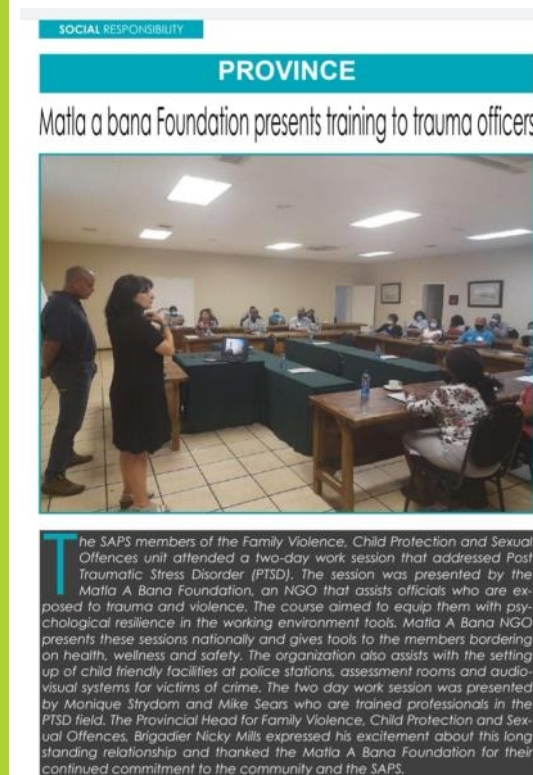 SOCIAL RESPONSIBILITY
PROVINCE
Matla a bana Foundation presents training to trauma officers
The SAPS members of the Family Violence, Child Protection and Sexual
Offences unit attended a two-day work session that addressed Post
Traumatic Stress Disorder (PTSD). The session was presented by the
Matla A Bana Foundation, an NGO that assists officials who are ex-
posed to trauma and violence. The course aimed to equip them with psy-
chological resilience in the working environment tools. Matla A Bana NGO
presents these sessions nationally and gives tools to the members bordering
on health, wellness and safety. The organization also assists with the setting
up of child friendly facilities at police stations, assessment rooms and audio-
visual systems for victims of crime. The two day work session was presented
by Monique Strydom and Mike Sears who are trained professionals in the
PTSD field. The Provincial Head for Family Violence, Child Protection and Sex-
ual Offences, Brigadier Nicky Mills expressed his excitement about this long
standing relationship and thanked the Matla A Bana Foundation for their
continued commitment to the community and the SAPS.